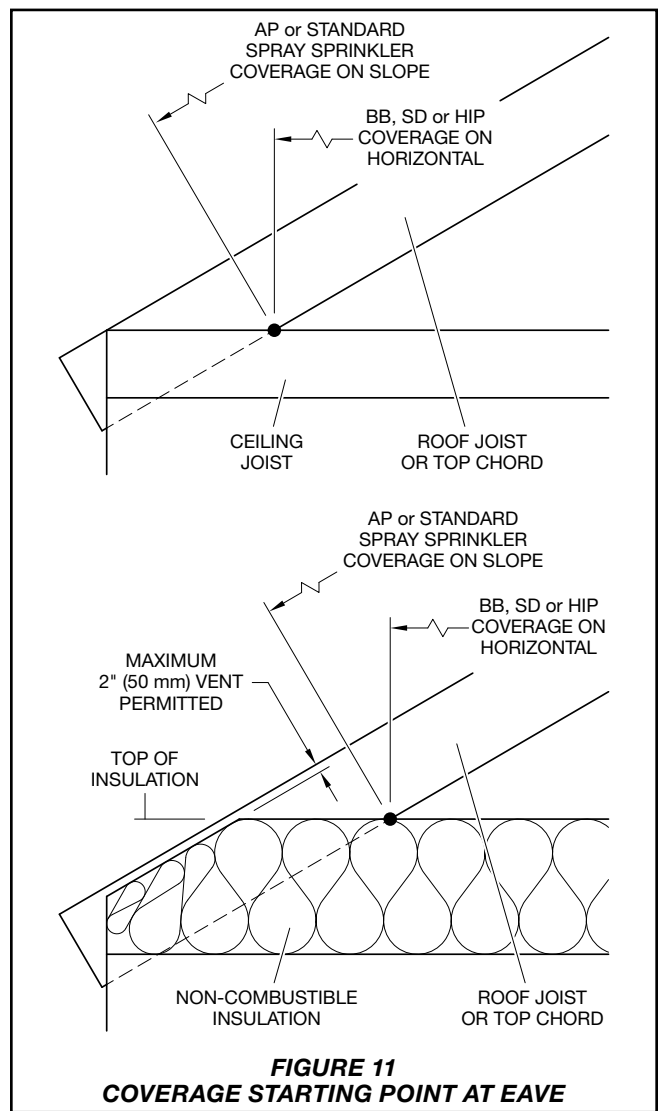 AP or STANDARD
SPRAY SPRINKLER
COVERAGE ON SLOPE
BB, SD or HIP
COVERAGE ON
HORIZONTAL
CEILING
JOIST
ROOF JOIST
OR TOP CHORD
AP or STANDARD
SPRAY SPRINKLER
COVERAGE ON SLOPE
BB, SD or HIP
COVERAGE ON
HORIZONTAL
MAXIMUM
2" (50 mm) VENT
PERMITTED
TOP OF
INSULATION
NON-COMBUSTIBLE
INSULATION
ROOF JOIST
OR TOP CHORD
FIGURE 11
COVERAGE STARTING POINT AT EAVE